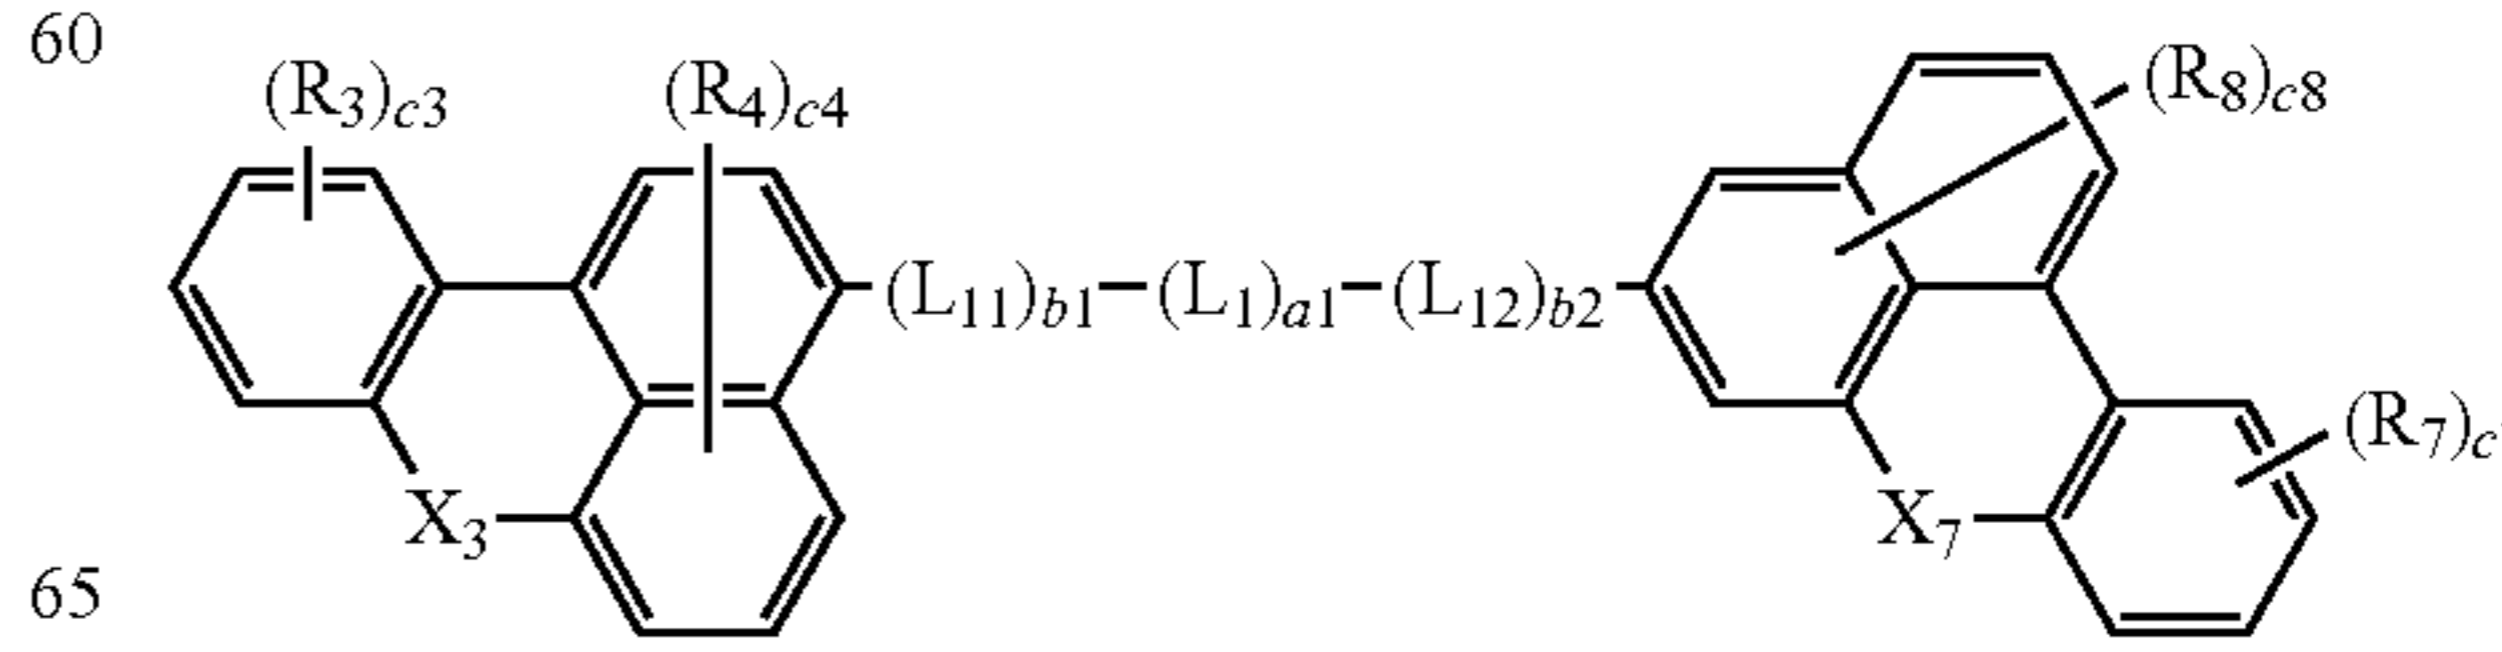 60
(R3)c3 (R4)c4 (R8)c8
(L11)b1—(L1)a1—(L12)b2
(R7)c
X3 X7
65